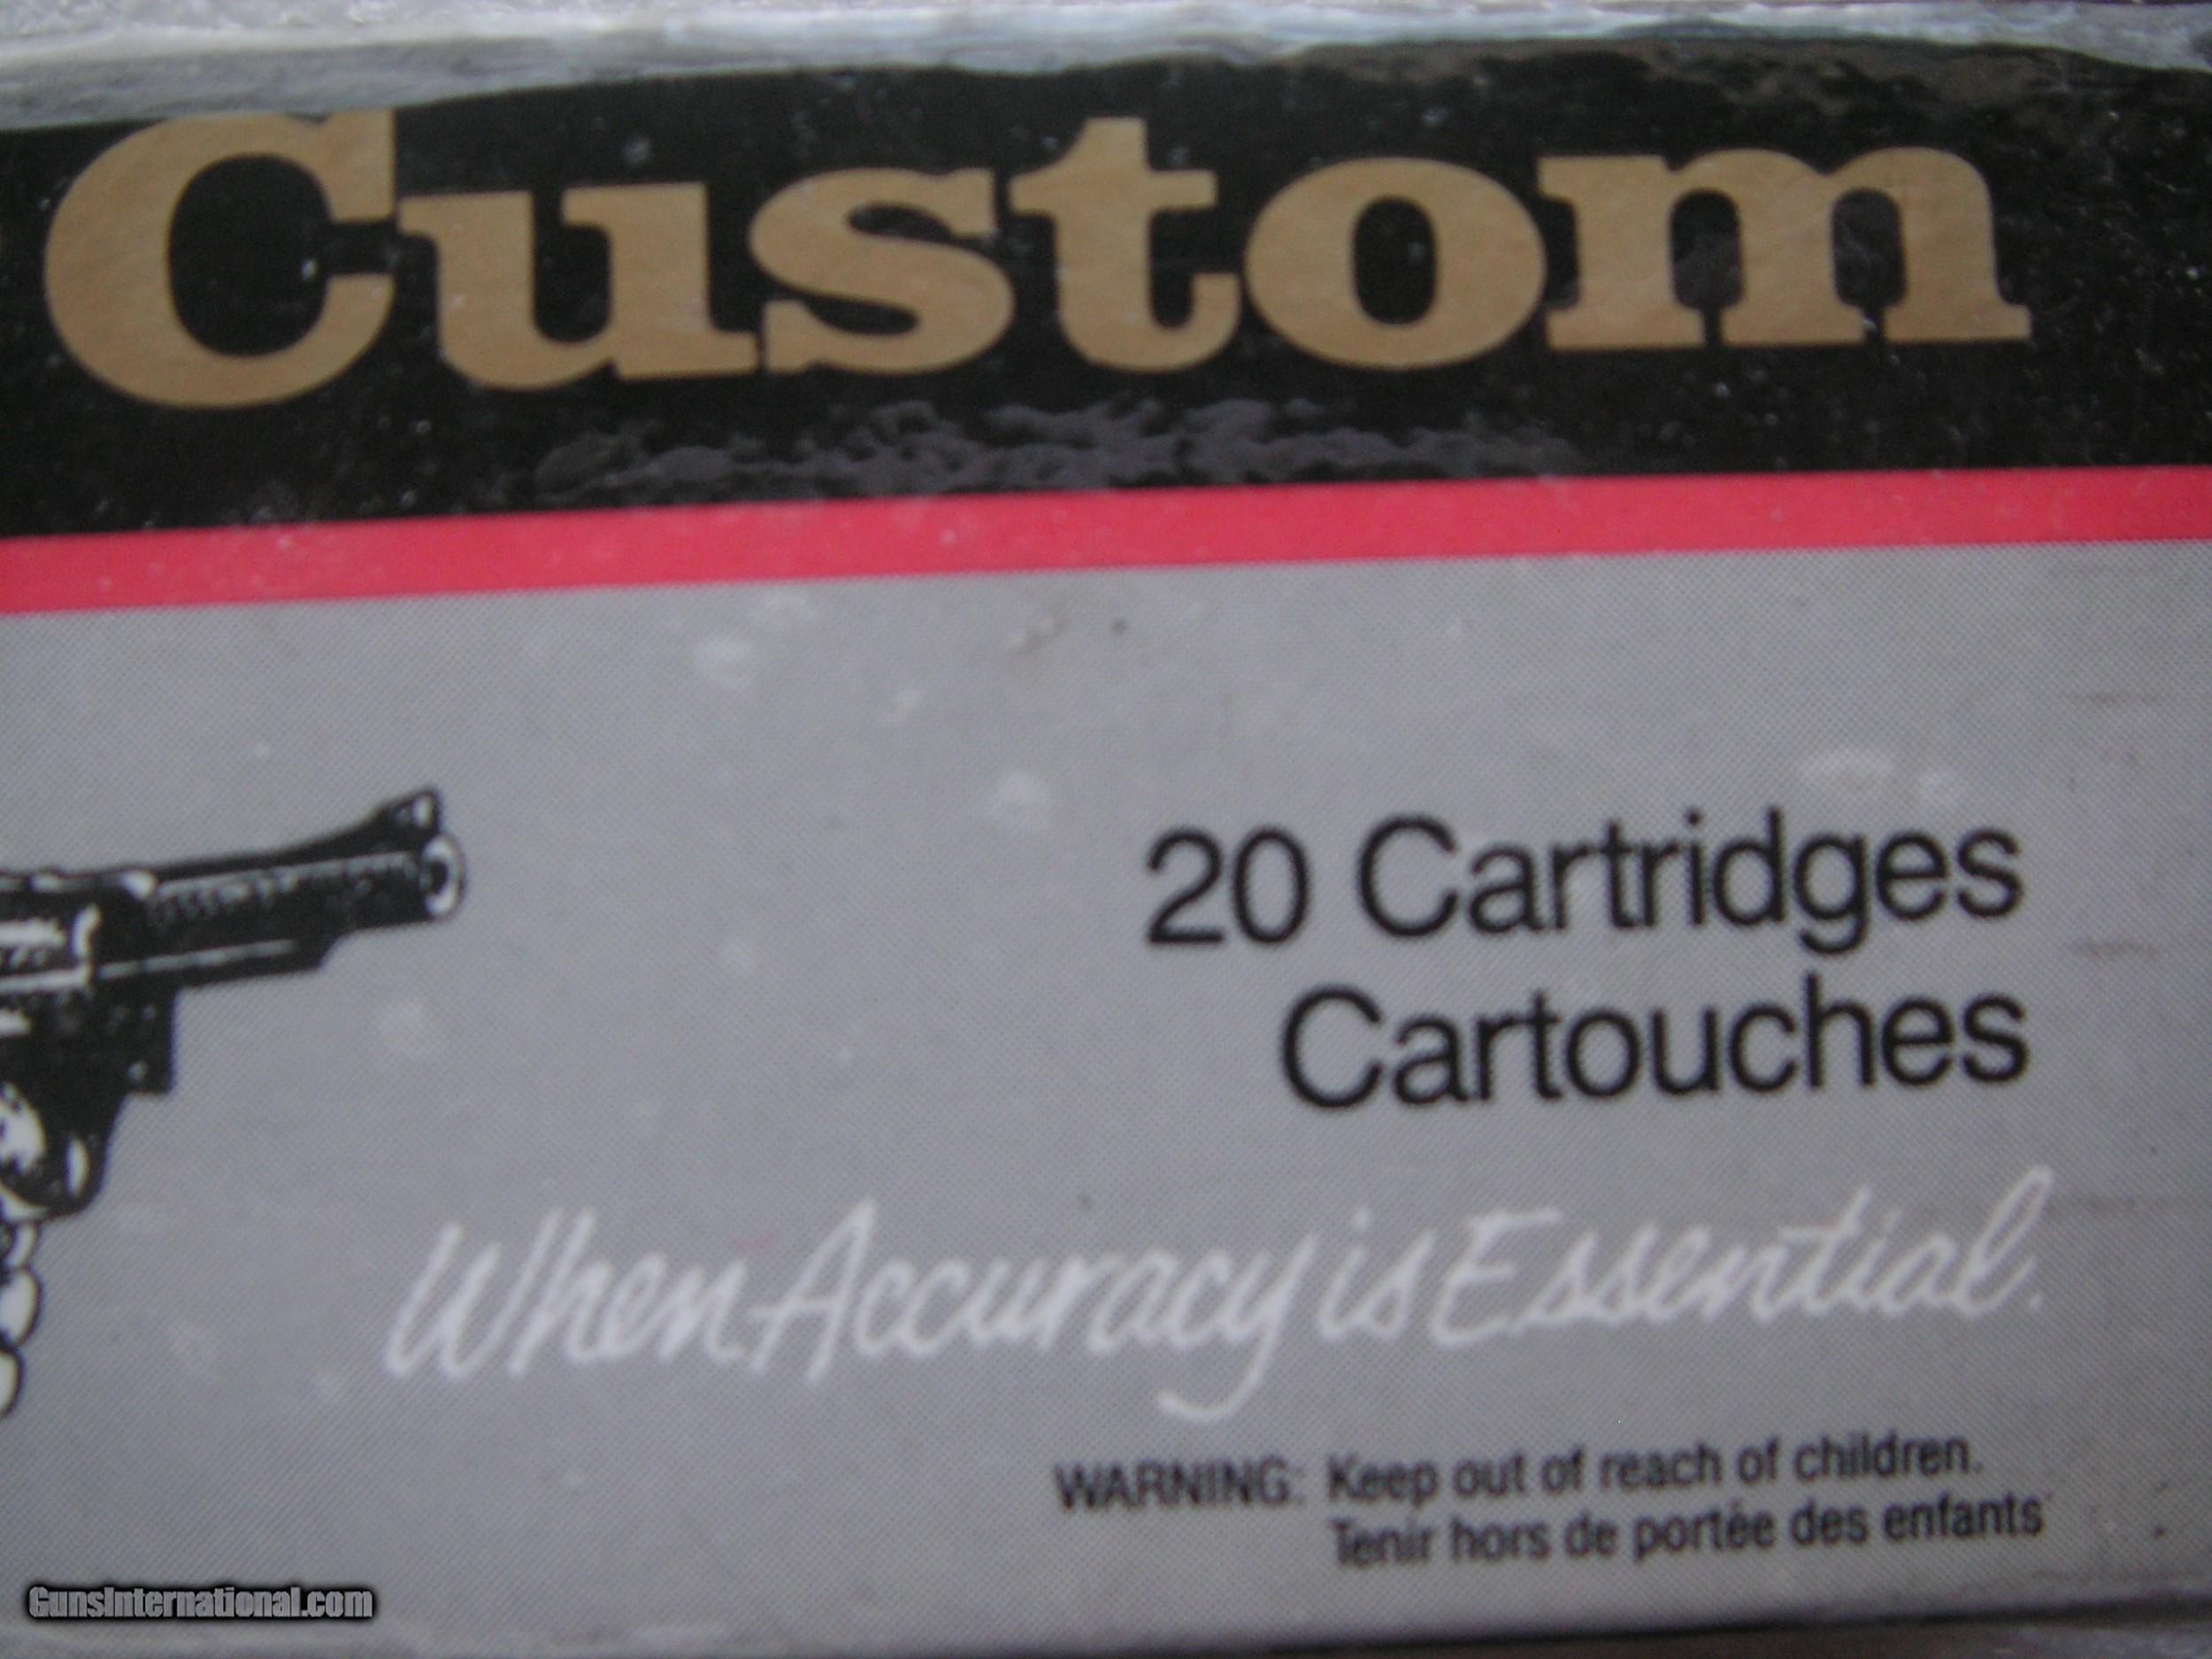 Custom
20 Cartridges
Cartouches
When Accuracy is Essential.
WARNING: Keep out of reach of children.
Tenir hors de portée des enfants
GunsInternational.com